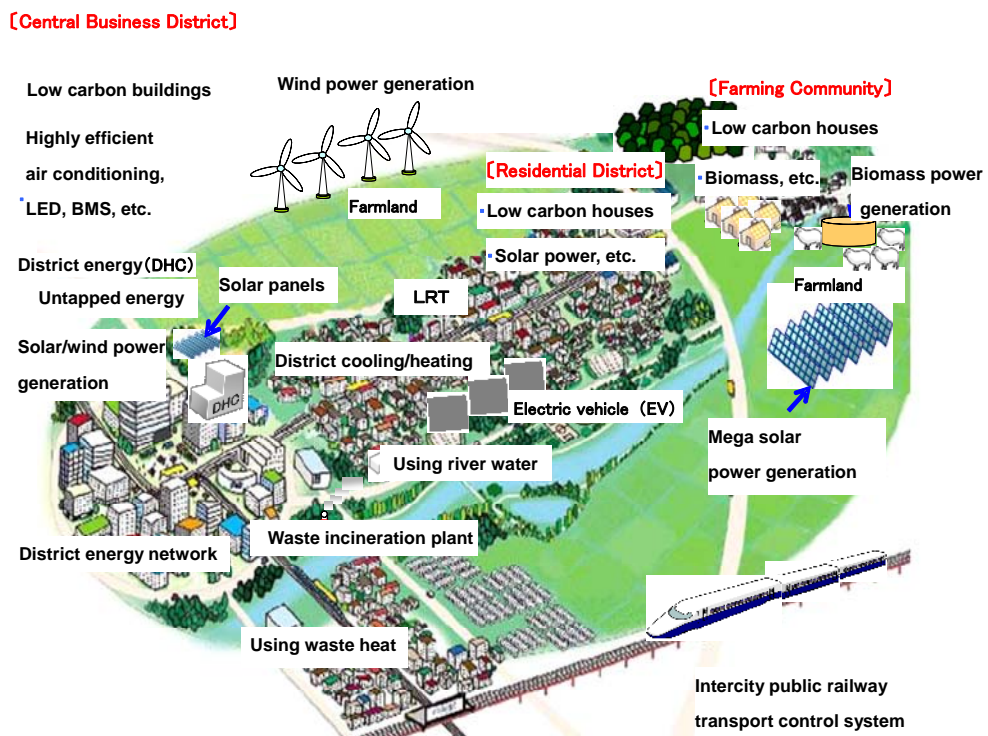 〔Central Business District〕
Low carbon buildings
Highly efficient
air conditioning,
LED, BMS, etc.
District energy(DHC)
Untapped energy
Solar/wind power
generation
Solar panels
DHC
District energy network
Wind power generation
Farmland
〔Residential District〕
Low carbon houses
Solar power, etc.
LRT
District cooling/heating
Electric vehicle (EV)
Using river water
Waste incineration plant
Using waste heat
〔Farming Community〕
Low carbon houses
Biomass, etc.
Biomass power
generation
Farmland
Mega solar
power generation
Intercity public railway
transport control system